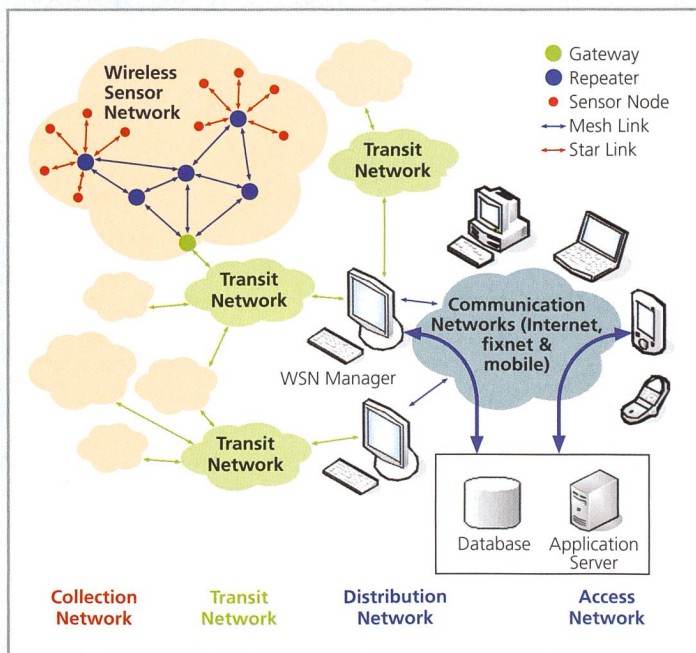 Wireless
Sensor
Network
Gateway
Repeater
Sensor Node
Mesh Link
Star Link
Transit
Network
Transit
Network
Communication
Networks (Internet,
fixnet &
mobile)
WSN Manager
Transit
Network
Database
Application
Server
Collection
Network
Transit
Network
Distribution
Network
Access
Network